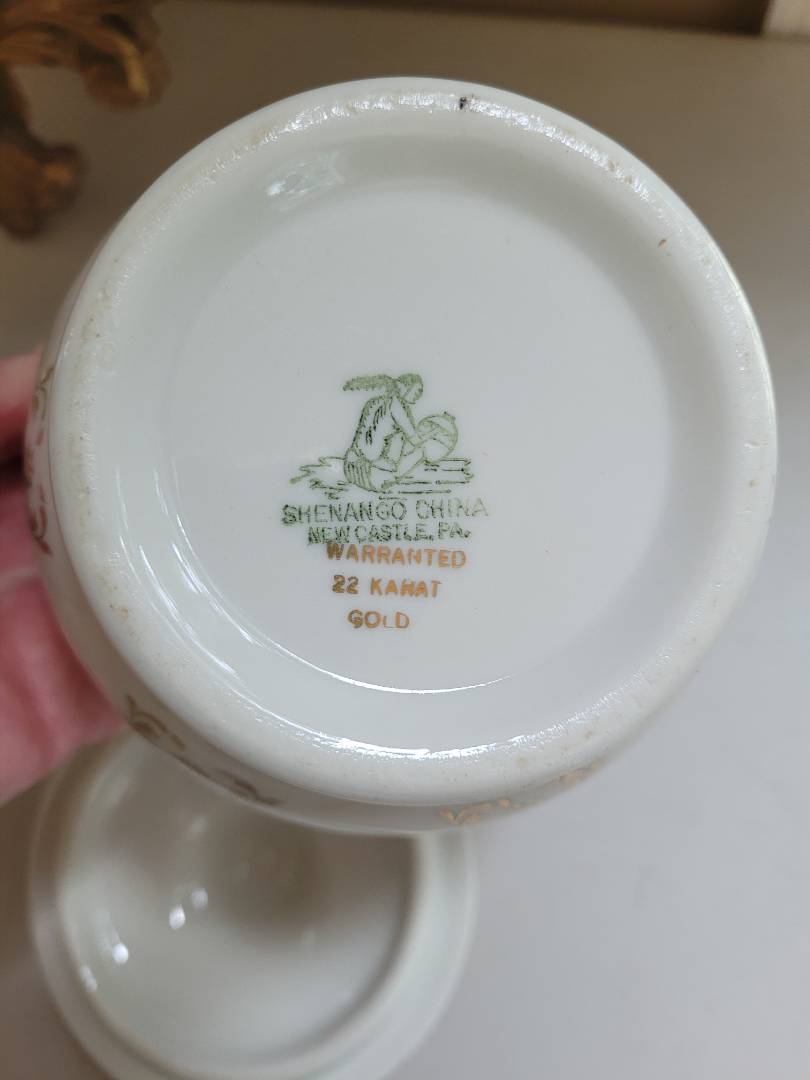 SHENANGO CHINA
NEW CASTLE, PA.
WARRANTED
22 KARAT
GOLD